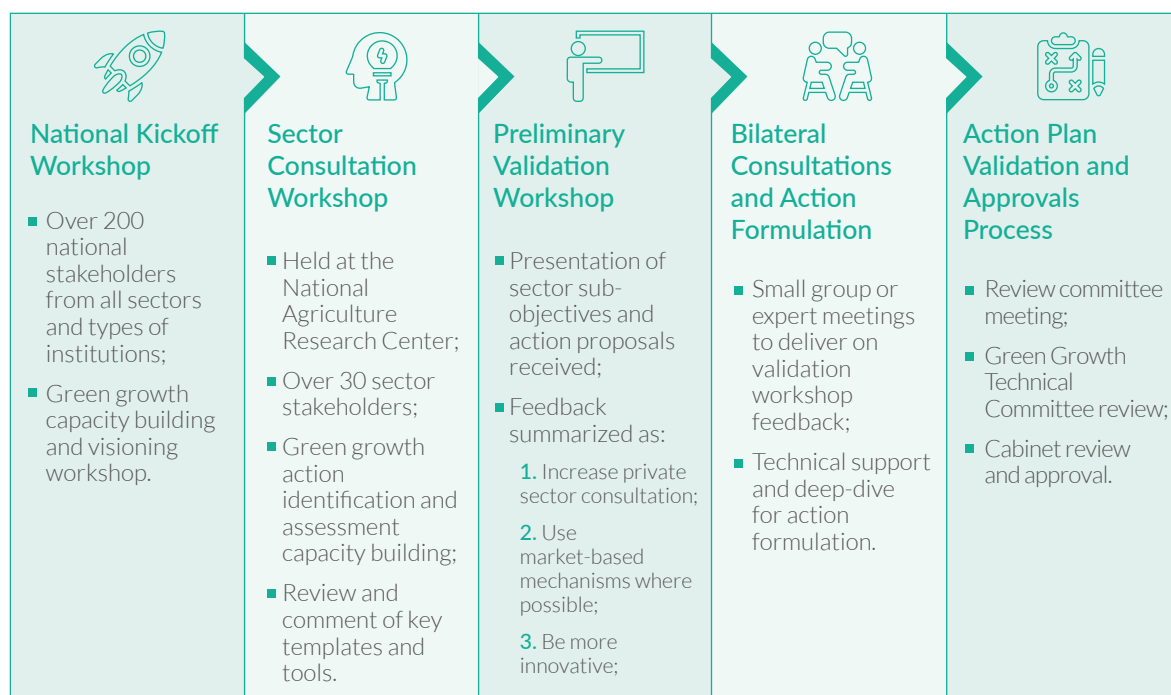 National Kickoff
Workshop
Over 200
national
stakeholders
from all sectors
and types of
institutions;
Green growth
capacity building
and visioning
workshop.
Sector
Consultation
Workshop
Held at the
National
Agriculture
Research Center;
Over 30 sector
stakeholders;
Green growth
action
identification and
assessment
capacity building;
Review and
comment of key
templates and
tools.
Preliminary
Validation
Workshop
Presentation of
sector sub-
objectives and
action proposals
received;
Feedback
summarized as:
1. Increase private
sector consultation;
2. Use
market-based
mechanisms where
possible;
3. Be more
innovative;
Bilateral
Consultations
and Action
Formulation
Small group or
expert meetings
to deliver on
validation
workshop
feedback;
Technical support
and deep-dive
for action
formulation.
Action Plan
Validation and
Approvals
Process
Review committee
meeting;
Green Growth
Technical
Committee review;
Cabinet review
and approval.